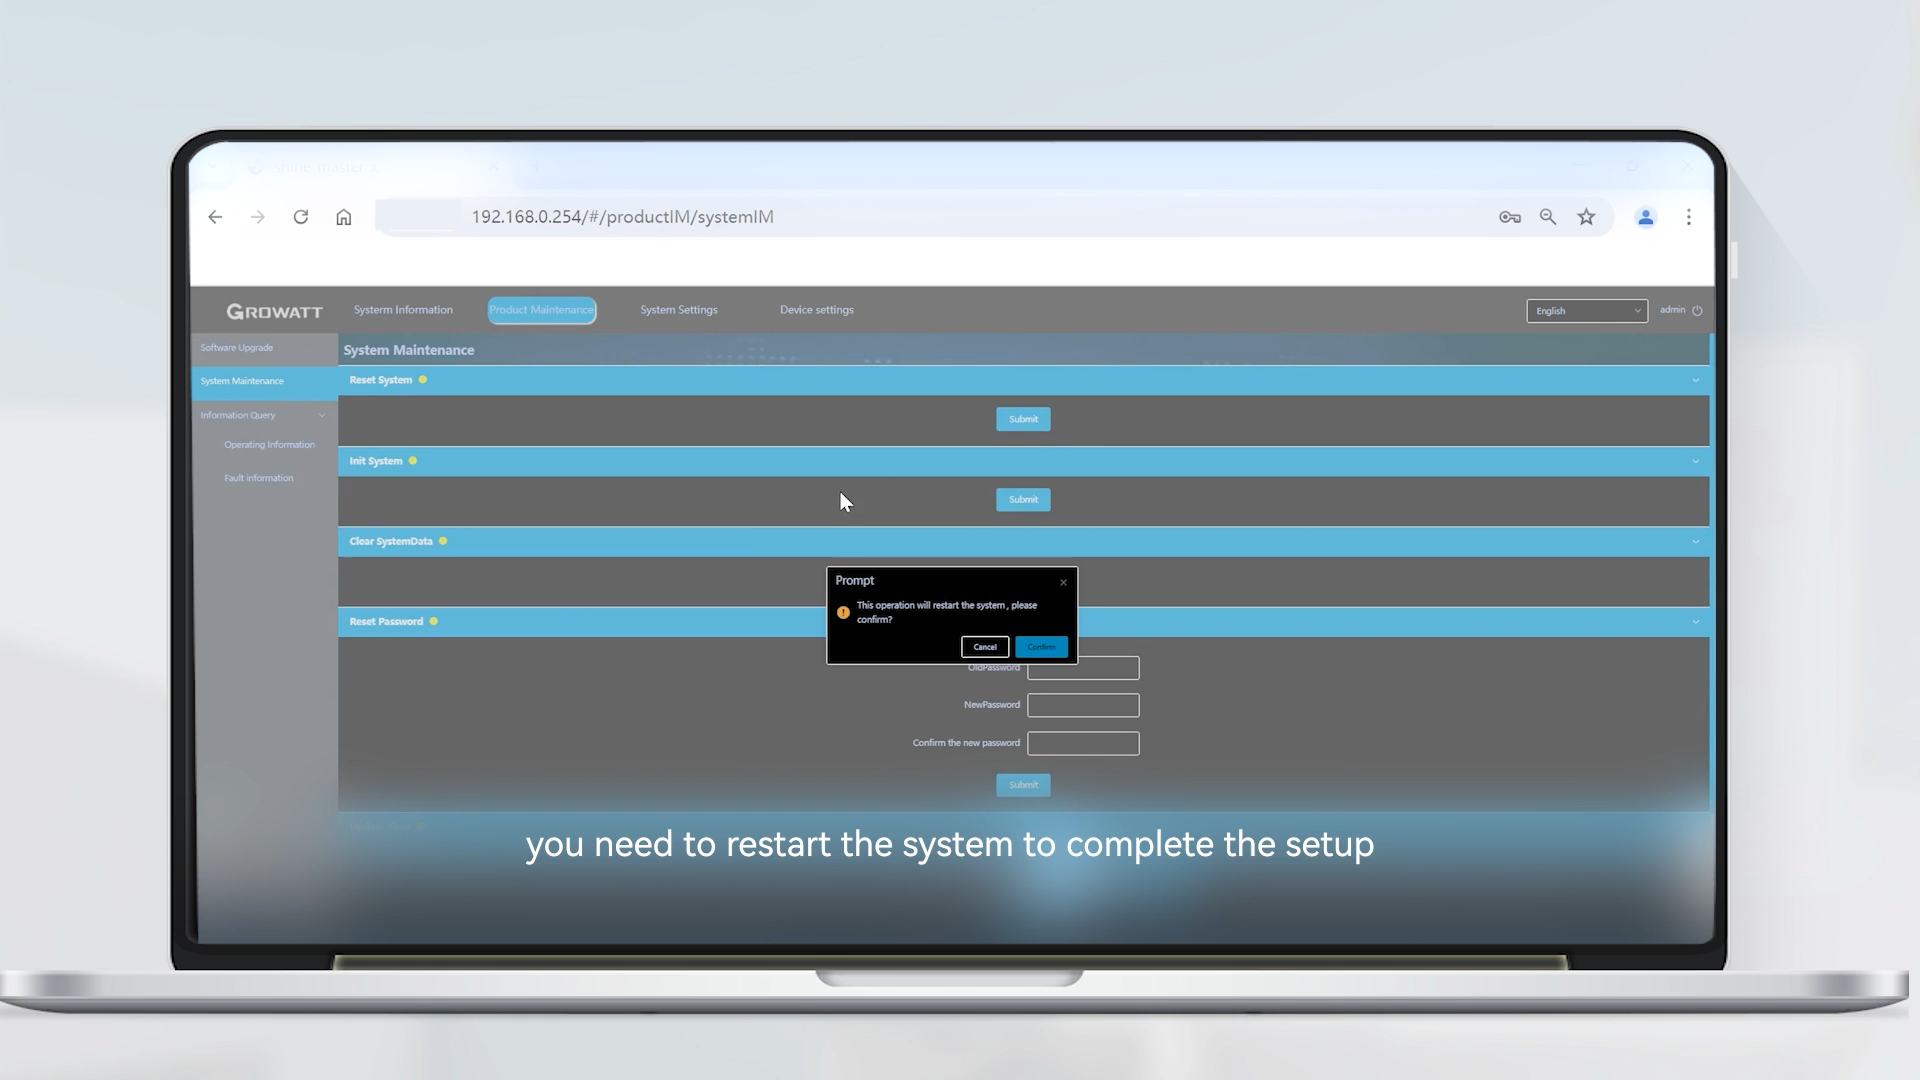 shine master
192.168.0.254/#/productIM/systemIM
GROWATT
Systerm Information
Product Maintenance
System Settings
Device settings
English
admin
Software Upgrade
System Maintenance
Information Query
Operating Information
Fault information
System Maintenance
Reset System
Submit
Init System
Submit
Clear SystemData
Prompt
This operation will restart the system , please
confirm?
Cancel
Confirm
Reset Password
OldPassword
NewPassword
Confirm the new password
Submit
you need to restart the system to complete the setup